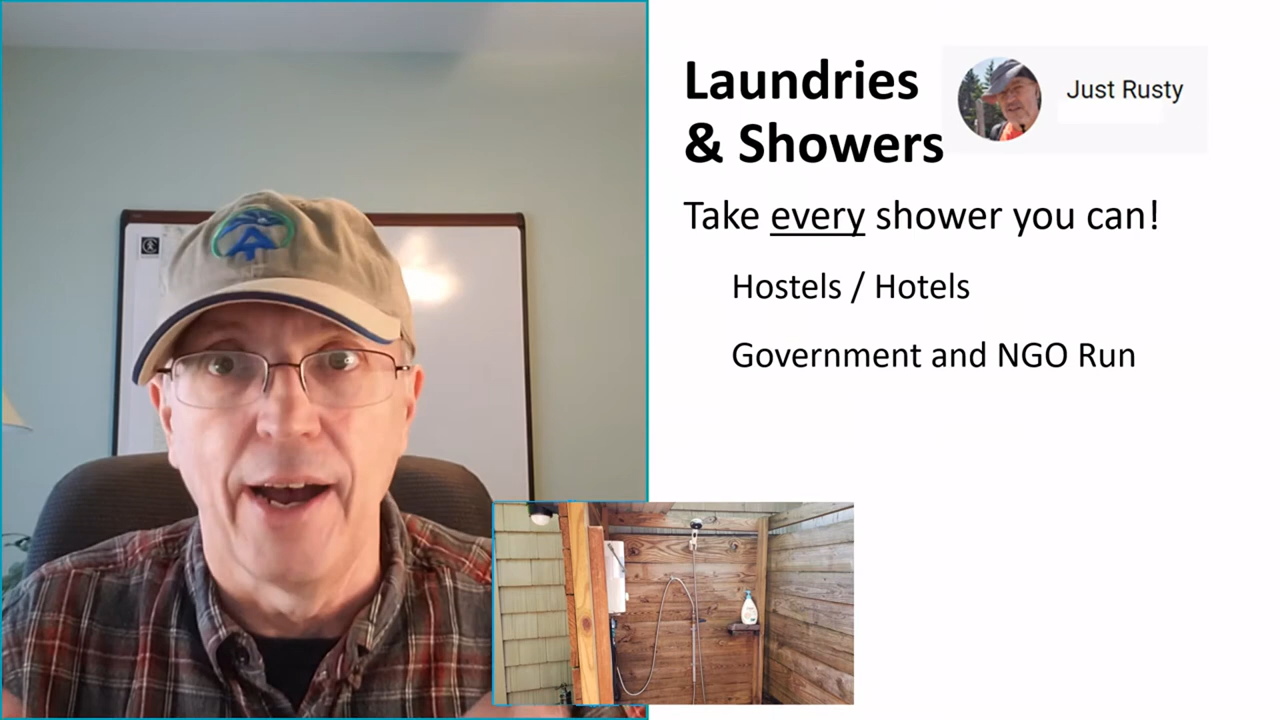 Laundries
& Showers
Just Rusty
Take every shower you can!
Hostels / Hotels
Government and NGO Run